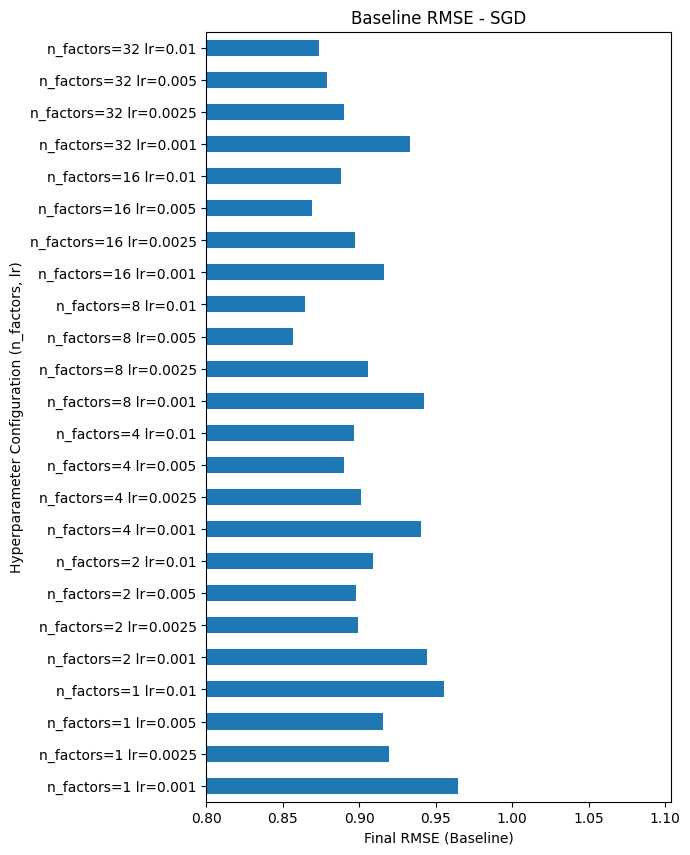 Baseline RMSE - SGD
Hyperparameter Configuration (n_factors, lr)
n_factors=32 lr=0.01
n_factors=32 lr=0.005
n_factors=32 lr=0.0025
n_factors=32 lr=0.001
n_factors=16 lr=0.01
n_factors=16 lr=0.005
n_factors=16 lr=0.0025
n_factors=16 lr=0.001
n_factors=8 lr=0.01
n_factors=8 lr=0.005
n_factors=8 lr=0.0025
n_factors=8 lr=0.001
n_factors=4 lr=0.01
n_factors=4 lr=0.005
n_factors=4 lr=0.0025
n_factors=4 lr=0.001
n_factors=2 lr=0.01
n_factors=2 lr=0.005
n_factors=2 lr=0.0025
n_factors=2 lr=0.001
n_factors=1 lr=0.01
n_factors=1 lr=0.005
n_factors=1 lr=0.0025
n_factors=1 lr=0.001
0.80 0.85 0.90 0.95 1.00 1.05 1.10
Final RMSE (Baseline)